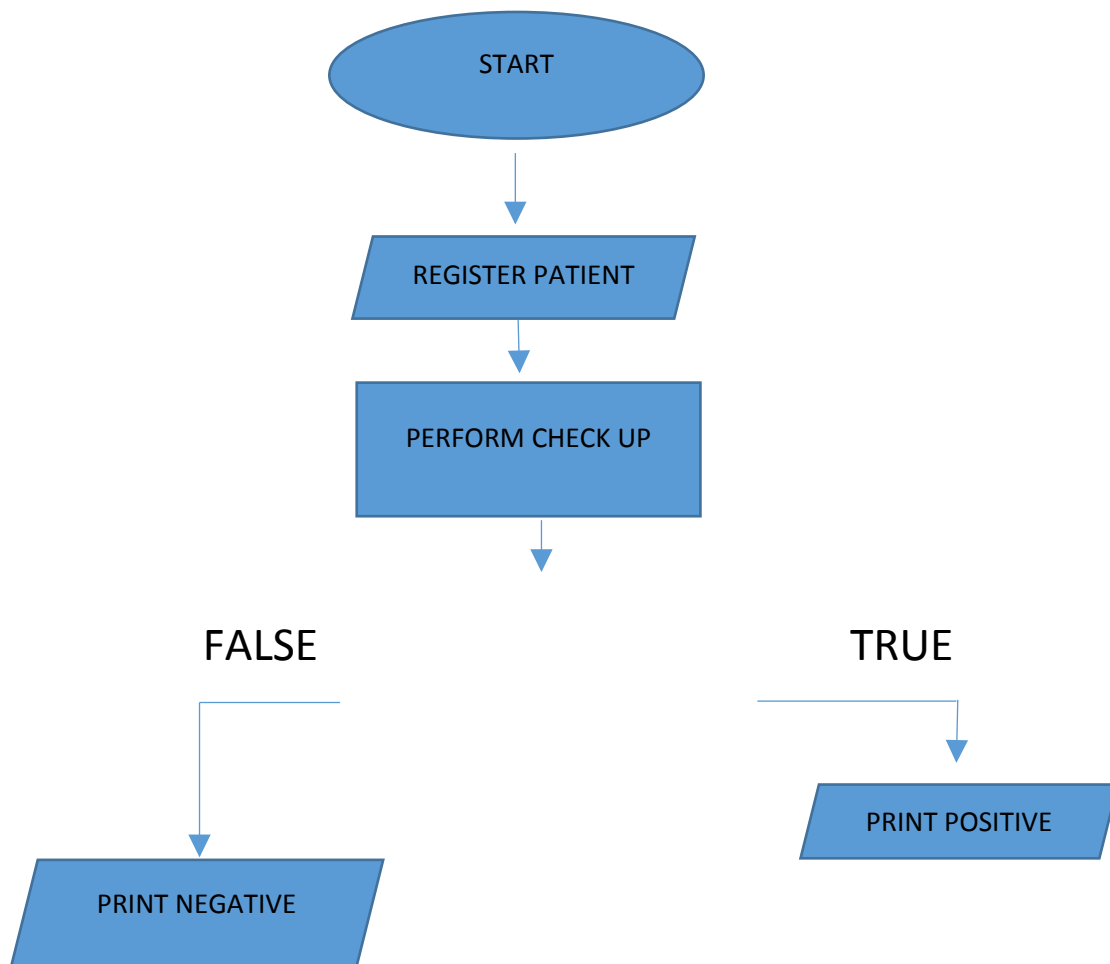 START
REGISTER PATIENT
PERFORM CHECK UP
FALSE
TRUE
PRINT POSITIVE
PRINT NEGATIVE